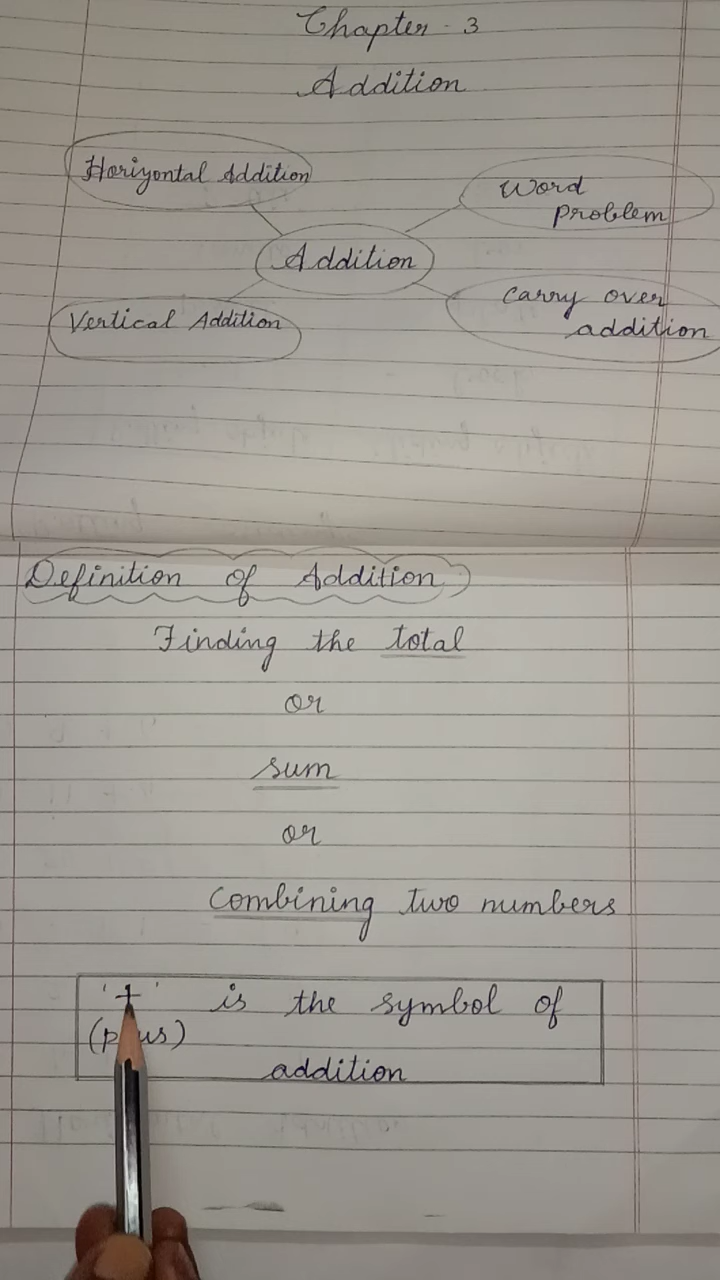 Chapter - 3
Addition
Horizontal Addition
Word
problem
Addition
Carry over
addition
Vertical Addition
Definition of Addition
Finding the total
or
sum
or
Combining two numbers
'+' is the symbol of
(plus)
addition